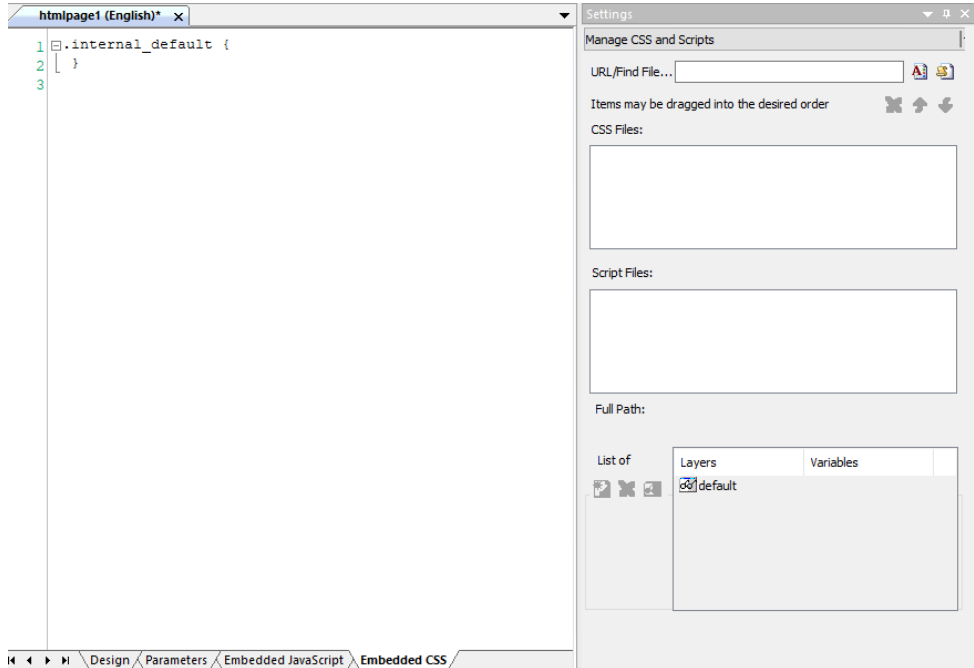 htmlpage1 (English)* x
1 .internal_default {
2 }
3
Design Parameters Embedded JavaScript Embedded CSS
Settings
Manage CSS and Scripts
URL/Find File...
Items may be dragged into the desired order
CSS Files:
Script Files:
Full Path:
List of
Layers Variables
default